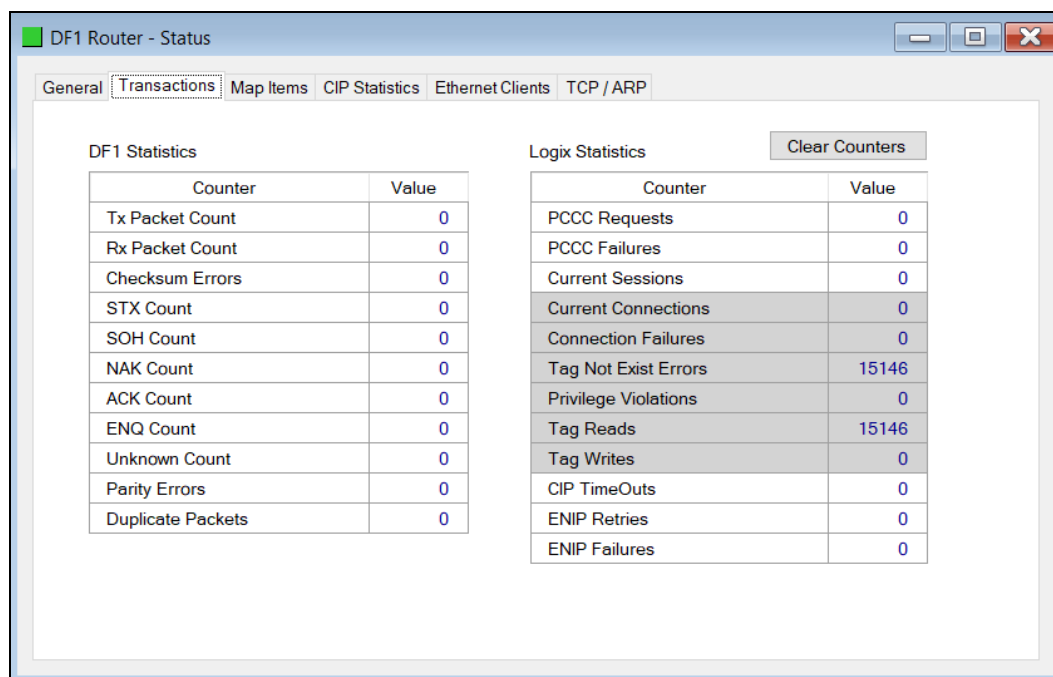 DF1 Router - Status
General Transactions Map Items CIP Statistics Ethernet Clients TCP / ARP
DF1 Statistics
Counter Value
Tx Packet Count 0
Rx Packet Count 0
Checksum Errors 0
STX Count 0
SOH Count 0
NAK Count 0
ACK Count 0
ENQ Count 0
Unknown Count 0
Parity Errors 0
Duplicate Packets 0
Logix Statistics
Clear Counters
Counter Value
PCCC Requests 0
PCCC Failures 0
Current Sessions 0
Current Connections 0
Connection Failures 0
Tag Not Exist Errors 15146
Privilege Violations 0
Tag Reads 15146
Tag Writes 0
CIP TimeOuts 0
ENIP Retries 0
ENIP Failures 0